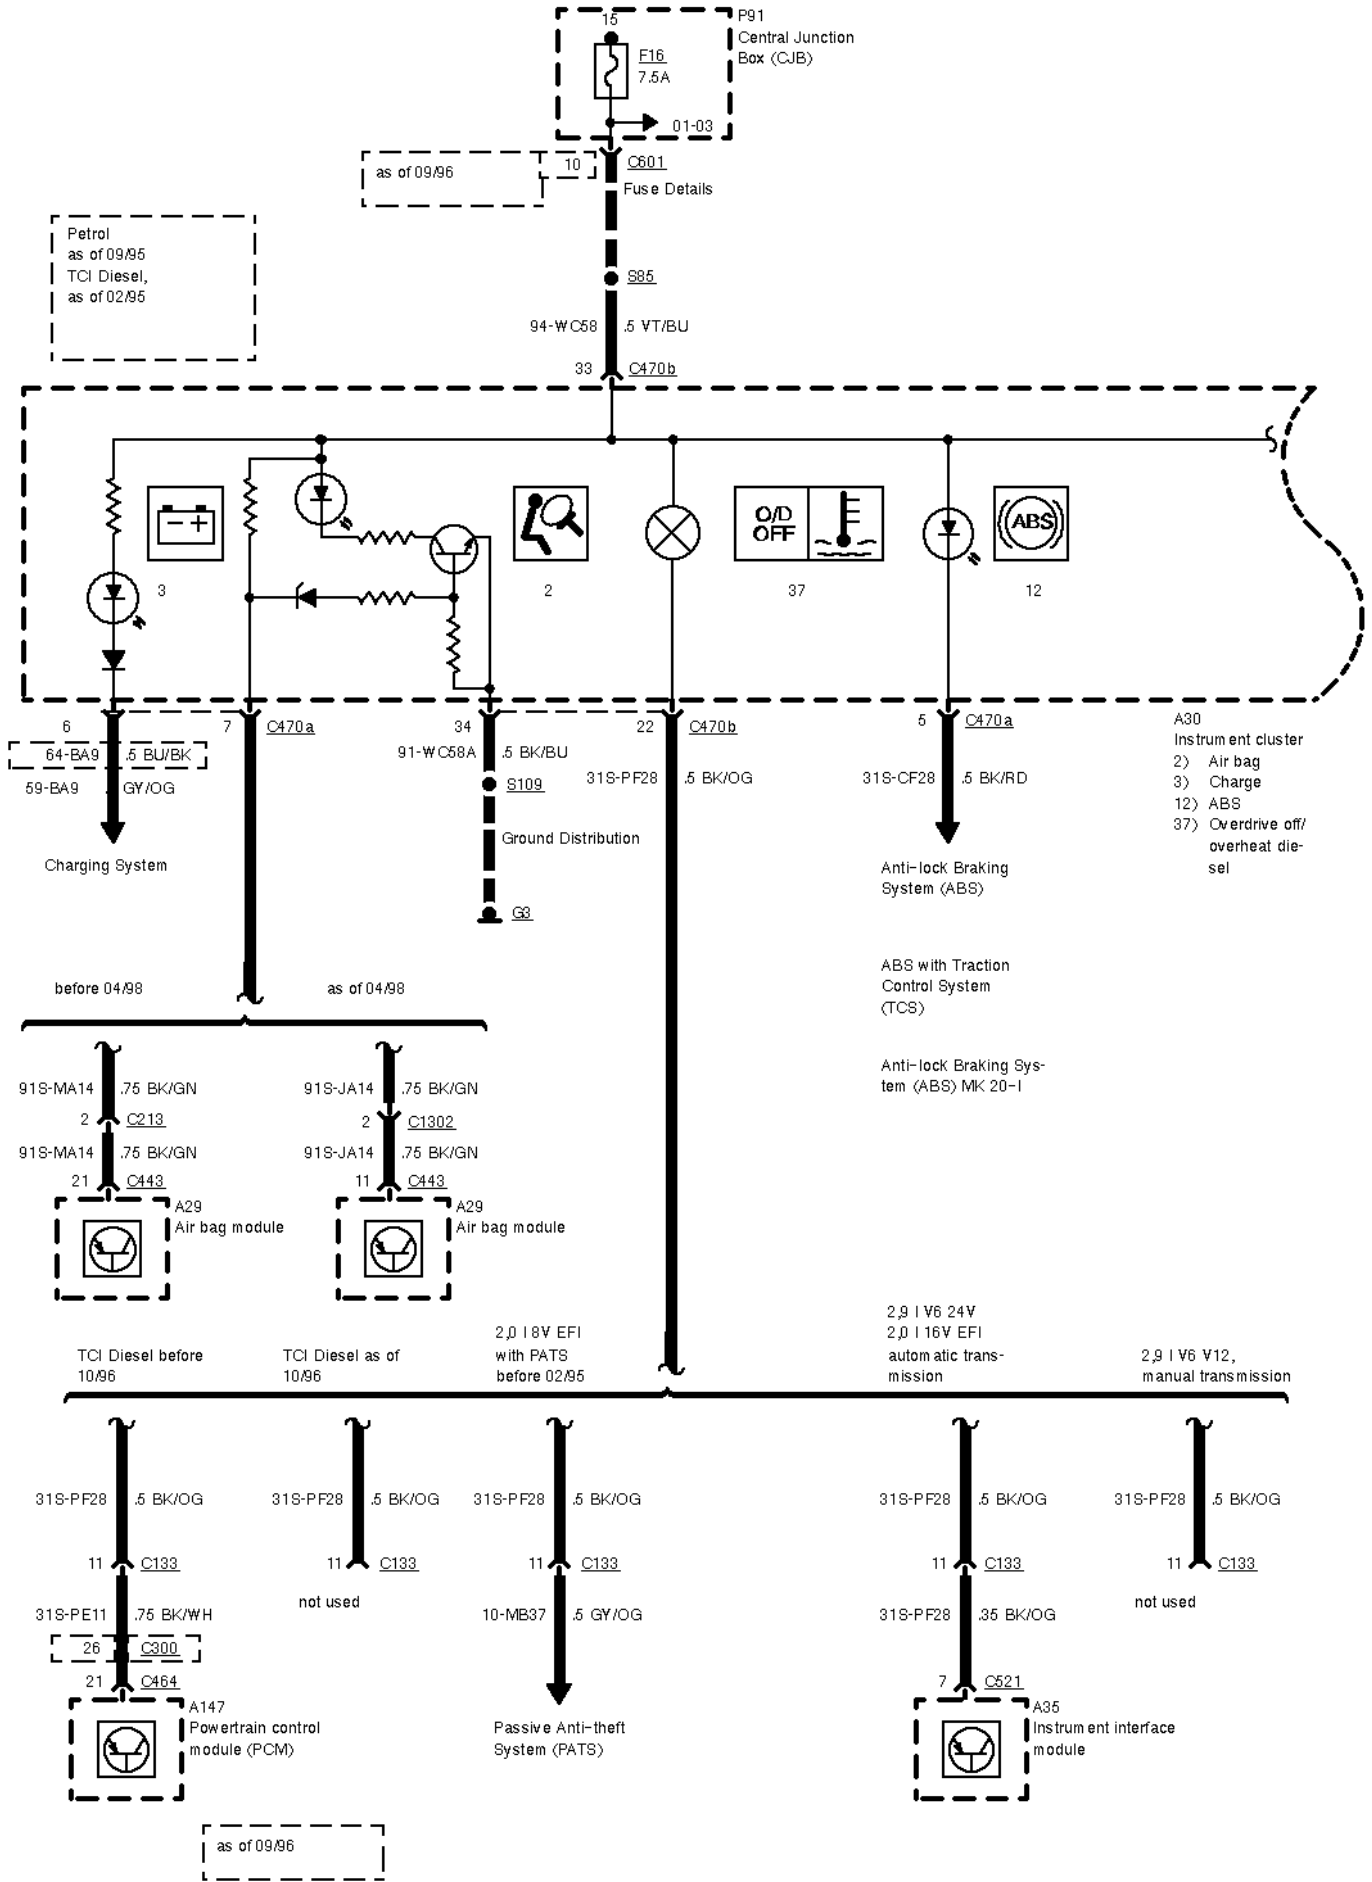 15
P91
Central Junction
Box (CJB)
F16
7.5A
01-03
as of 09/96
10
C601
Fuse Details
Petrol
as of 09/95
TCI Diesel,
as of 02/95
S85
94-WC58 .5 VT/BU
33 C470b
O/D
OFF
ABS
3
2
37
12
6
7 C470a
34
22 C470b
5 C470a
64-BA9 .5 BU/BK
59-BA9 . GY/OG
91-WC58A .5 BK/BU
31S-PF28 .5 BK/OG
31S-CF28 .5 BK/RD
A30
Instrument cluster
2) Air bag
3) Charge
12) ABS
37) Overdrive off/
overheat die-
sel
S109
Ground Distribution
G3
Charging System
Anti-lock Braking
System (ABS)
ABS with Traction
Control System
(TCS)
Anti-lock Braking Sys-
tem (ABS) MK 20-I
before 04/98
as of 04/98
91S-MA14 .75 BK/GN
2 C213
91S-MA14 .75 BK/GN
21 C443
A29
Air bag module
91S-JA14 .75 BK/GN
2 C1302
91S-JA14 .75 BK/GN
11 C443
A29
Air bag module
TCI Diesel before
10/96
TCI Diesel as of
10/96
2,0 l 8V EFI
with PATS
before 02/95
2,9 l V6 24V
2,0 l 16V EFI
automatic trans-
mission
2,9 l V6 V12,
manual transmission
31S-PF28 .5 BK/OG
31S-PF28 .5 BK/OG
31S-PF28 .5 BK/OG
31S-PF28 .5 BK/OG
31S-PF28 .5 BK/OG
11 C133
11 C133
11 C133
11 C133
11 C133
not used
not used
31S-PE11 .75 BK/WH
10-MB37 .5 GY/OG
31S-PF28 .35 BK/OG
26 C300
21 C464
7 C521
A147
Powertrain control
module (PCM)
Passive Anti-theft
System (PATS)
A35
Instrument interface
module
as of 09/96